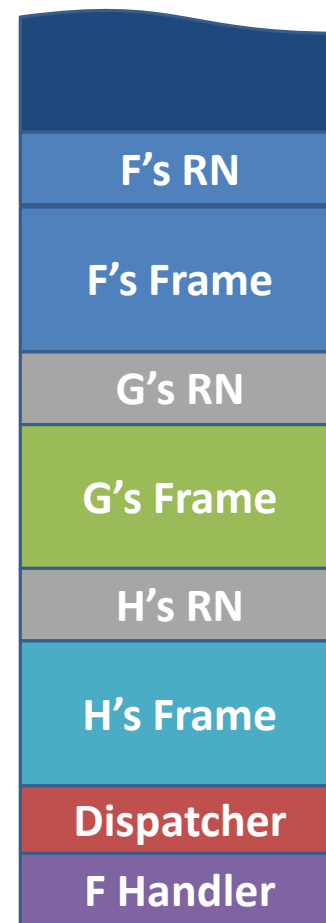 F’s RN
F’s Frame
G’s RN
G’s Frame
H’s RN
H’s Frame
Dispatcher
F Handler